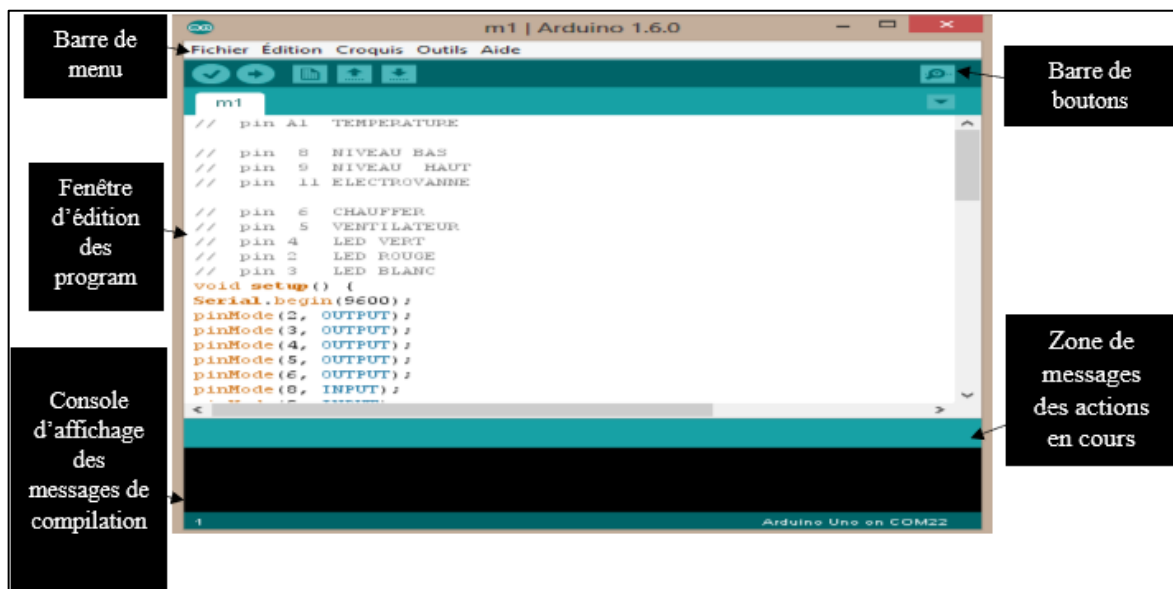 m1 | Arduino 1.6.0
Barre de
menu
Fichier Édition Croquis Outils Aide
Barre de
boutons
m1
// pin A1 TEMPERATURE
// pin 8 NIVEAU BAS
// pin 9 NIVEAU HAUT
// pin 11 ELECTROVANNE
Fenêtre
d'édition
des
program
// pin 6 CHAUFFER
// pin 5 VENTILATEUR
// pin 4 LED VERT
// pin 2 LED ROUGE
// pin 3 LED BLANC
void setup() {
Serial.begin(9600);
pinMode(2, OUTPUT);
pinMode(3, OUTPUT);
pinMode(4, OUTPUT);
pinMode(5, OUTPUT);
pinMode(6, OUTPUT);
pinMode(8, INPUT);
Zone de
messages
des actions
en cours
Console
d'affichage
des
messages de
compilation
1
Arduino Uno on COM22